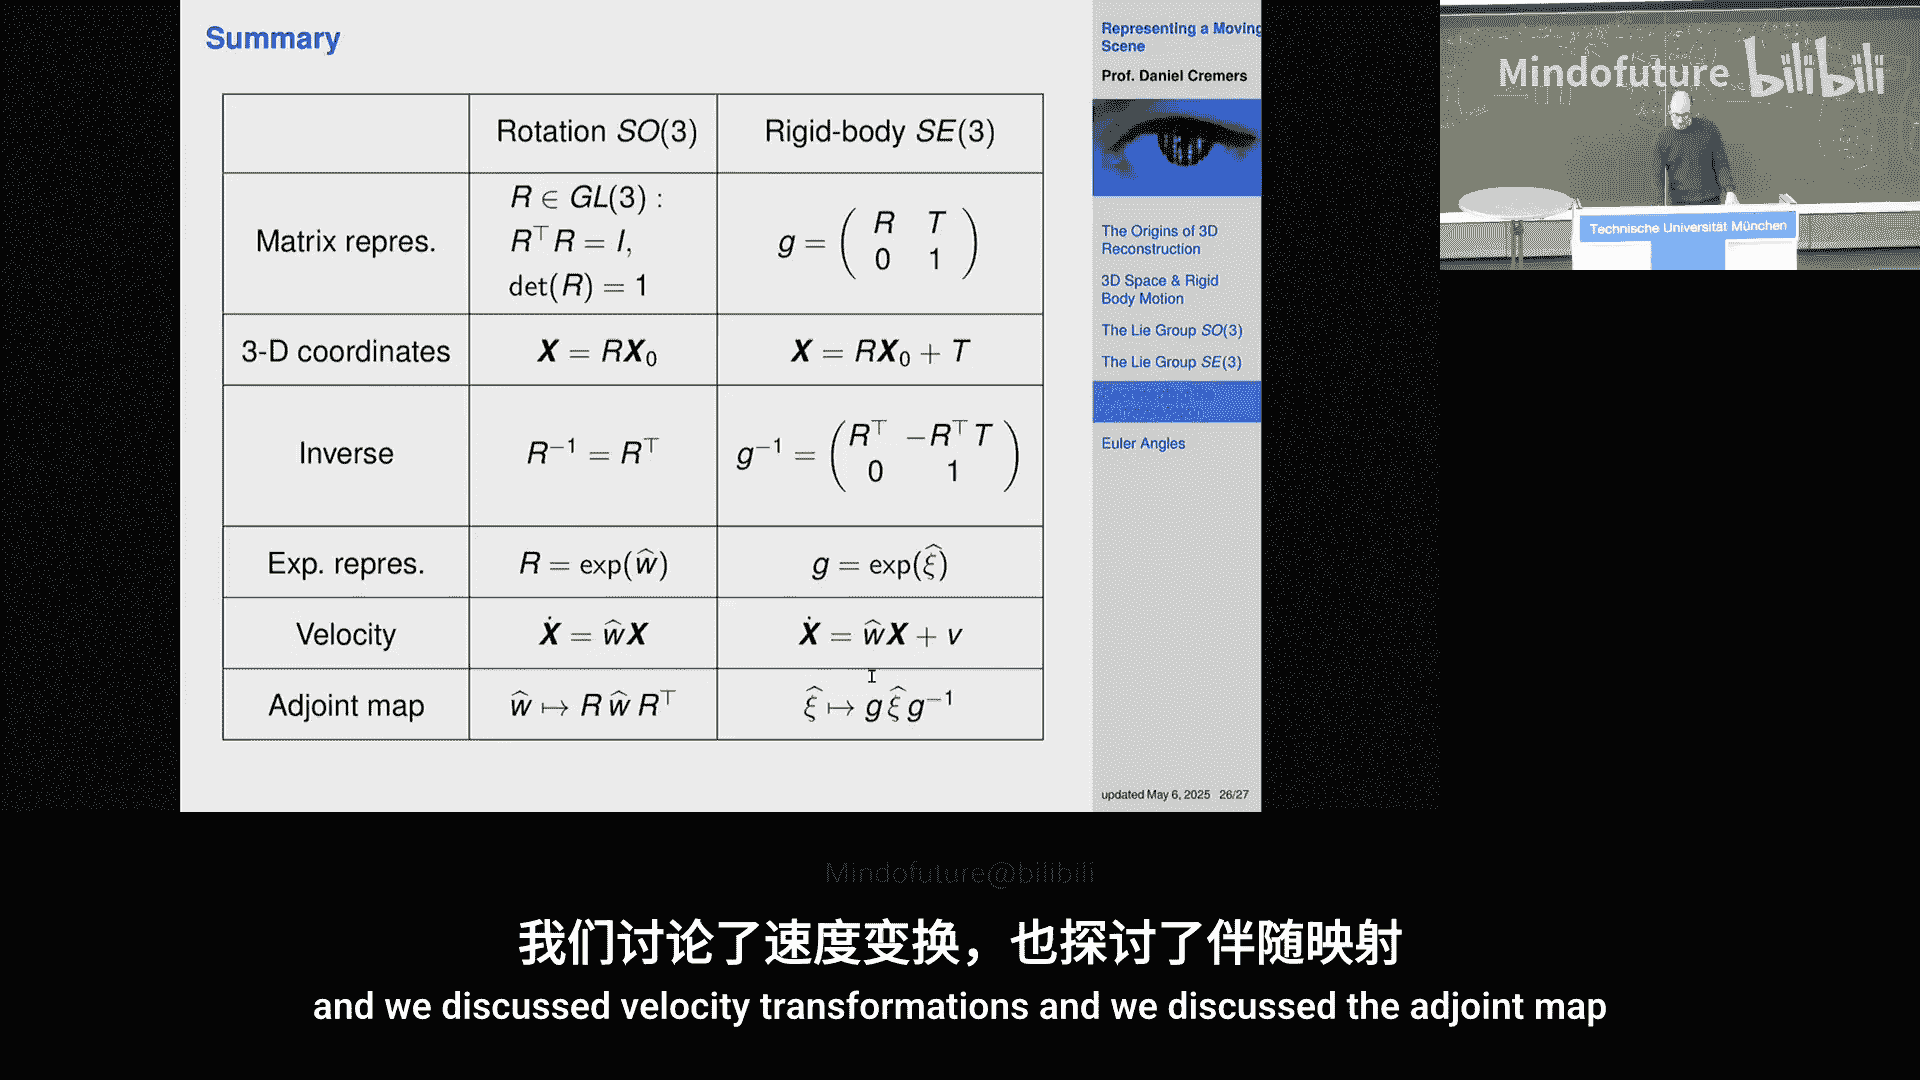 Summary
Rotation SO(3)
Rigid-body SE(3)
Matrix repres.
R ∈ GL(3) :
R⊤R = I,
det(R) = 1
g = ( R T
0 1 )
3-D coordinates
X = RX₀
X = RX₀ + T
Inverse
R⁻¹ = R⊤
g⁻¹ = ( R⊤ −R⊤T
0 1 )
Exp. repres.
R = exp(ŵ)
g = exp(ξ̂)
Velocity
Ẋ = ŵX
Ẋ = ŵX + v
Adjoint map
ŵ ↦ R ŵ R⊤
ξ̂ ↦ g ξ̂ g⁻¹
Representing a Moving
Scene
Prof. Daniel Cremers
The Origins of 3D
Reconstruction
3D Space & Rigid
Body Motion
The Lie Group SO(3)
The Lie Group SE(3)
Euler Angles
updated May 6, 2025 26/27
Mindofuture bilibili
Technische Universität München
Mindofuture@bilibili
我们讨论了速度变换，也探讨了伴随映射
and we discussed velocity transformations and we discussed the adjoint map